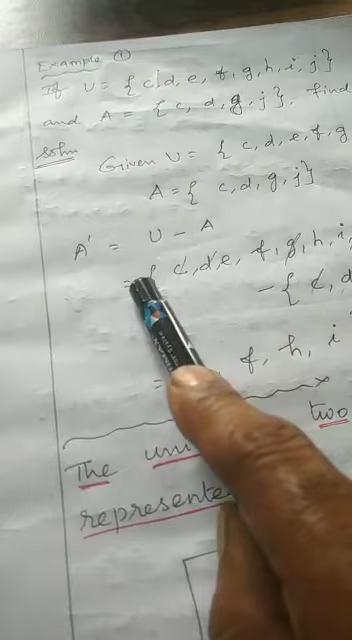 Example ①
If U = { c, d, e, f, g, h, i, j }
and A = { c, d, g, j }. find
Soln Given U = { c, d, e, f, g
A = { c, d, g, j }
A' = U - A
= { c, d, e, f, g, h, i,
- { c, d
= f, h, i
The two
represente